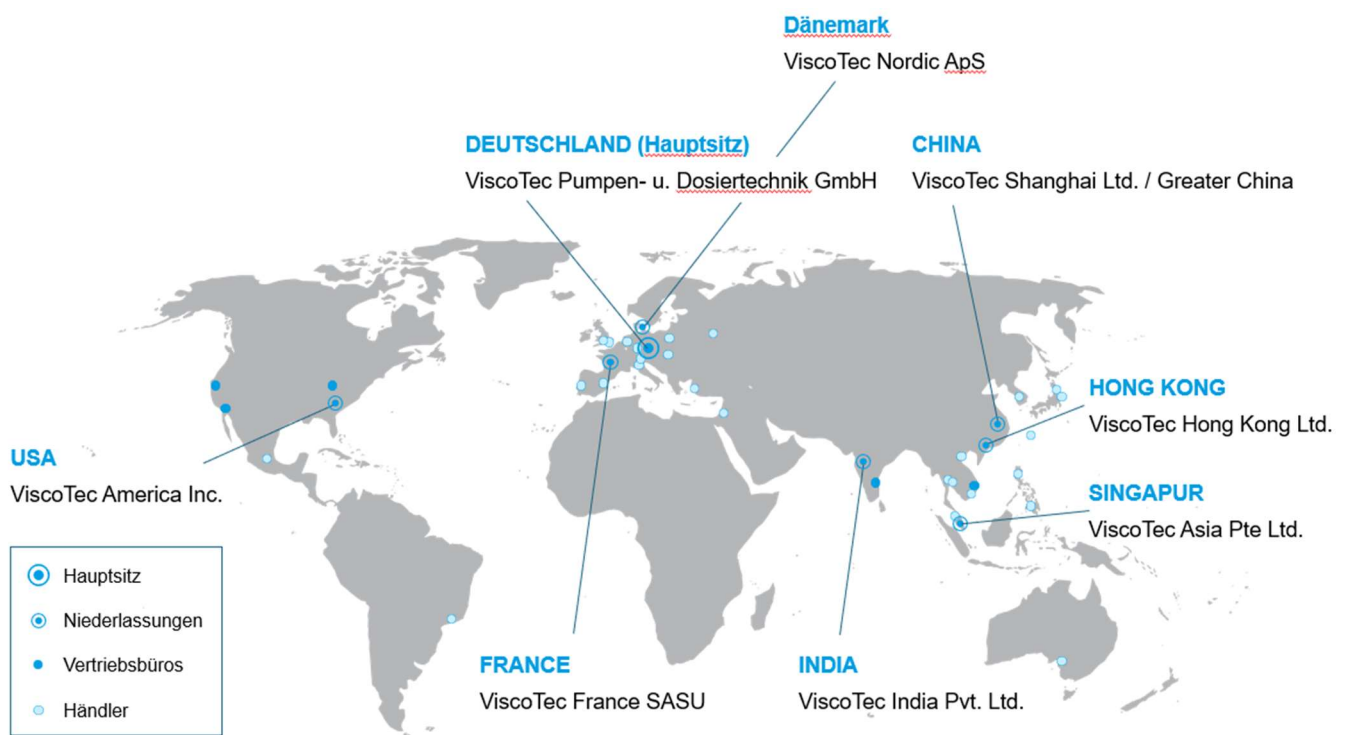 Dänemark
ViscoTec Nordic ApS
DEUTSCHLAND (Hauptsitz)
ViscoTec Pumpen- u. Dosiertechnik GmbH
CHINA
ViscoTec Shanghai Ltd. / Greater China
HONG KONG
ViscoTec Hong Kong Ltd.
USA
ViscoTec America Inc.
SINGAPUR
ViscoTec Asia Pte Ltd.
Hauptsitz
Niederlassungen
Vertriebsbüros
Händler
FRANCE
ViscoTec France SASU
INDIA
ViscoTec India Pvt. Ltd.